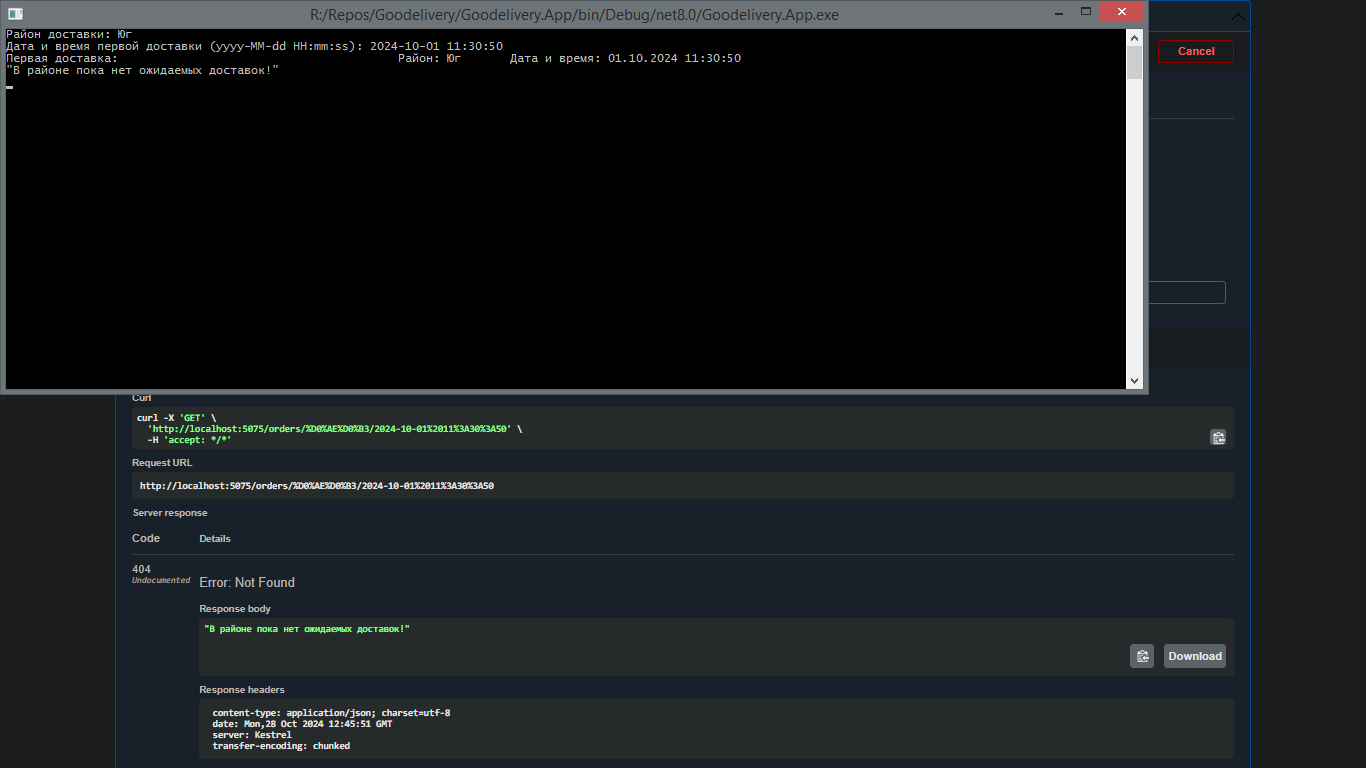 R:/Repos/Goodelivery/Goodelivery.App/bin/Debug/net8.0/Goodelivery.App.exe
Район доставки: Юг
Дата и время первой доставки (yyyy-MM-dd HH:mm:ss): 2024-10-01 11:30:50
Первая доставка: Район: Юг Дата и время: 01.10.2024 11:30:50
"В районе пока нет ожидаемых доставок!"
Cancel
Curl
curl -X 'GET' \
'http://localhost:5075/orders/%D0%AE%D0%B3/2024-10-01%2011%3A30%3A50' \
-H 'accept: */*'
Request URL
http://localhost:5075/orders/%D0%AE%D0%B3/2024-10-01%2011%3A30%3A50
Server response
Code Details
404
Undocumented
Error: Not Found
Response body
"В районе пока нет ожидаемых доставок!"
Download
Response headers
content-type: application/json; charset=utf-8
date: Mon,28 Oct 2024 12:45:51 GMT
server: Kestrel
transfer-encoding: chunked